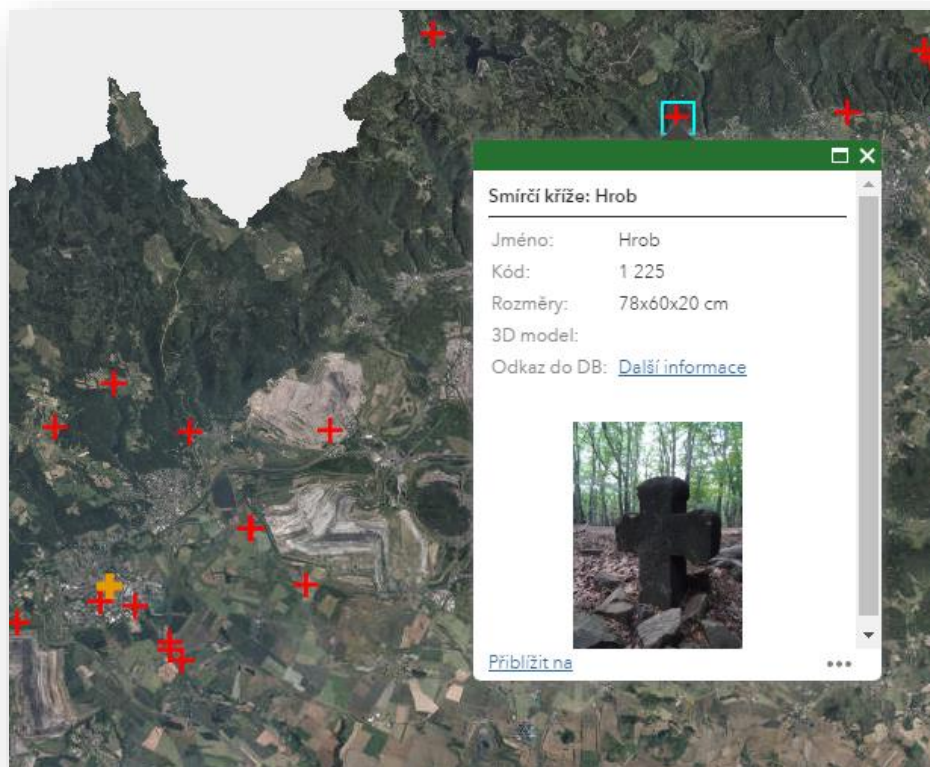 Smírčí kříže: Hrob
Jméno: Hrob
Kód: 1 225
Rozměry: 78x60x20 cm
3D model:
Odkaz do DB: Další informace
Přiblížit na